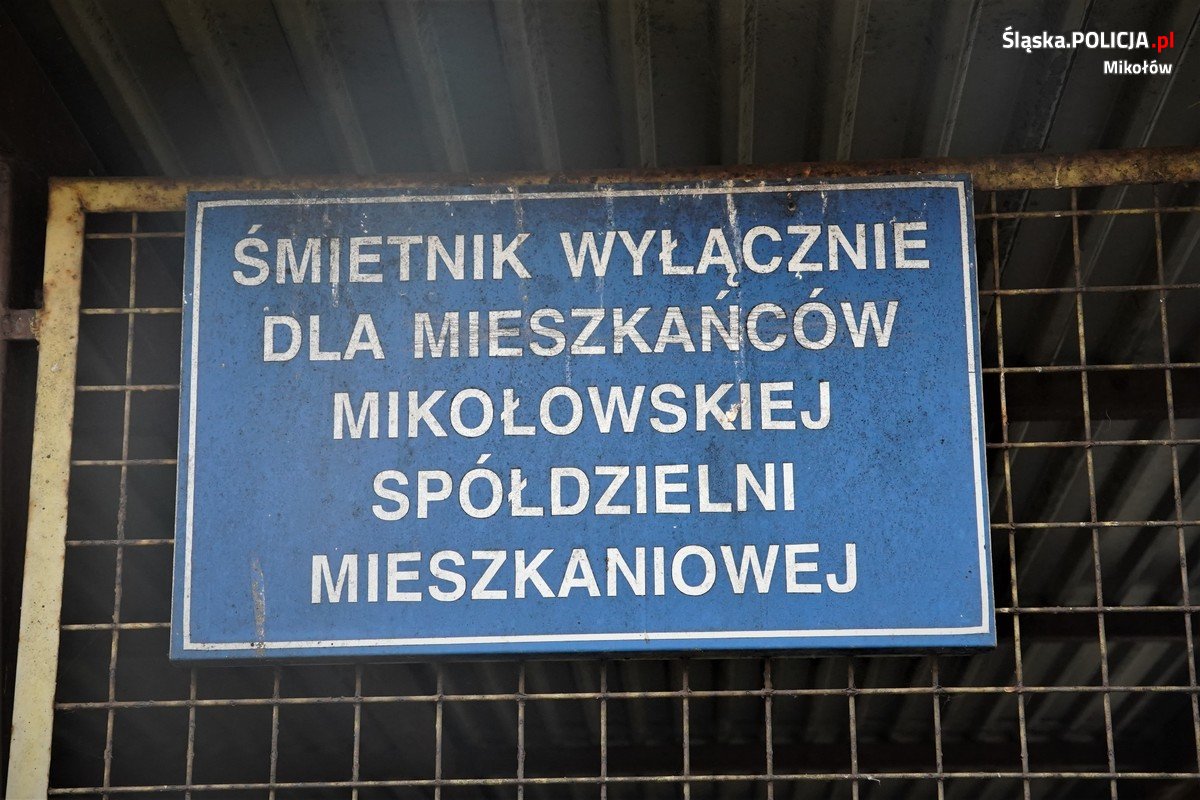 Śląska.POLICJA.pl
Mikołów
ŚMIETNIK WYŁĄCZNIE
DLA MIESZKAŃCÓW
MIKOŁOWSKIEJ
SPÓŁDZIELNI
MIESZKANIOWEJ